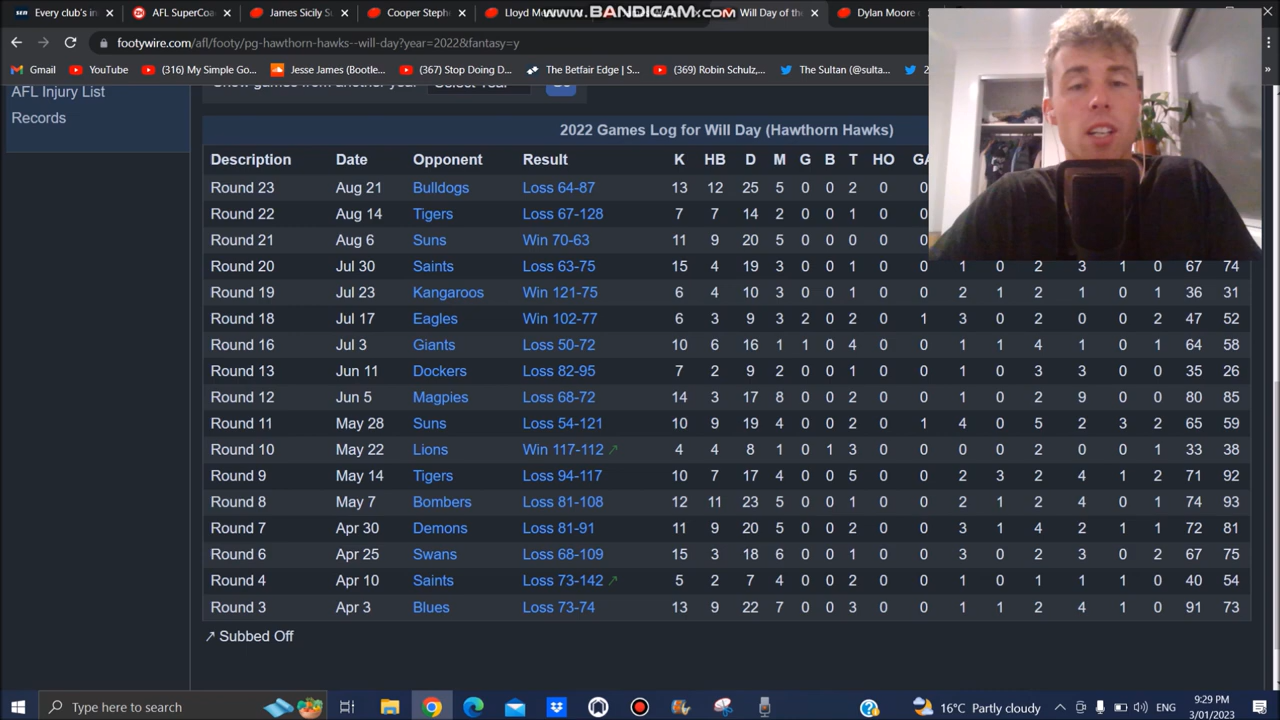 www.BANDICAM.com
Every club's in AFL SuperCoa James Sicily S Cooper Steph Lloyd M Will Day of the Dylan Moore
footywire.com/afl/footy/pg-hawthorn-hawks--will-day?year=2022&fantasy=y
Gmail YouTube (316) My Simple Go... Jesse James (Bootle... (367) Stop Doing D... The Betfair Edge | S... (369) Robin Schulz,... The Sultan (@sulta... »
AFL Injury List
Records
2022 Games Log for Will Day (Hawthorn Hawks)
Description Date Opponent Result K HB D M G B T HO GA
Round 23 Aug 21 Bulldogs Loss 64-87 13 12 25 5 0 0 2 0 0
Round 22 Aug 14 Tigers Loss 67-128 7 7 14 2 0 0 1 0 0
Round 21 Aug 6 Suns Win 70-63 11 9 20 5 0 0 0 0 0
Round 20 Jul 30 Saints Loss 63-75 15 4 19 3 0 0 1 0 0 1 0 2 3 1 0 67 74
Round 19 Jul 23 Kangaroos Win 121-75 6 4 10 3 0 0 1 0 0 2 1 2 1 0 1 36 31
Round 18 Jul 17 Eagles Win 102-77 6 3 9 3 2 0 2 0 1 3 0 2 0 0 2 47 52
Round 16 Jul 3 Giants Loss 50-72 10 6 16 1 1 0 4 0 0 1 1 4 1 0 1 64 58
Round 13 Jun 11 Dockers Loss 82-95 7 2 9 2 0 0 1 0 0 1 0 3 3 0 0 35 26
Round 12 Jun 5 Magpies Loss 68-72 14 3 17 8 0 0 2 0 0 1 0 2 9 0 0 80 85
Round 11 May 28 Suns Loss 54-121 10 9 19 4 0 0 2 0 1 4 0 5 2 3 2 65 59
Round 10 May 22 Lions Win 117-112 ↗ 4 4 8 1 0 1 3 0 0 0 0 2 0 0 1 33 38
Round 9 May 14 Tigers Loss 94-117 10 7 17 4 0 0 5 0 0 2 3 2 4 1 2 71 92
Round 8 May 7 Bombers Loss 81-108 12 11 23 5 0 0 1 0 0 2 1 2 4 1 0 74 93
Round 7 Apr 30 Demons Loss 81-91 11 9 20 5 0 0 2 0 0 3 1 4 2 1 1 72 81
Round 6 Apr 25 Swans Loss 68-109 15 3 18 6 0 0 1 0 0 3 0 2 3 0 2 67 75
Round 4 Apr 10 Saints Loss 73-142 ↗ 5 2 7 4 0 0 2 0 0 1 0 1 1 1 0 40 54
Round 3 Apr 3 Blues Loss 73-74 13 9 22 7 0 0 3 0 0 1 1 2 4 1 0 91 73
↗ Subbed Off
Type here to search 16°C Partly cloudy ENG 9:29 PM
3/01/2023